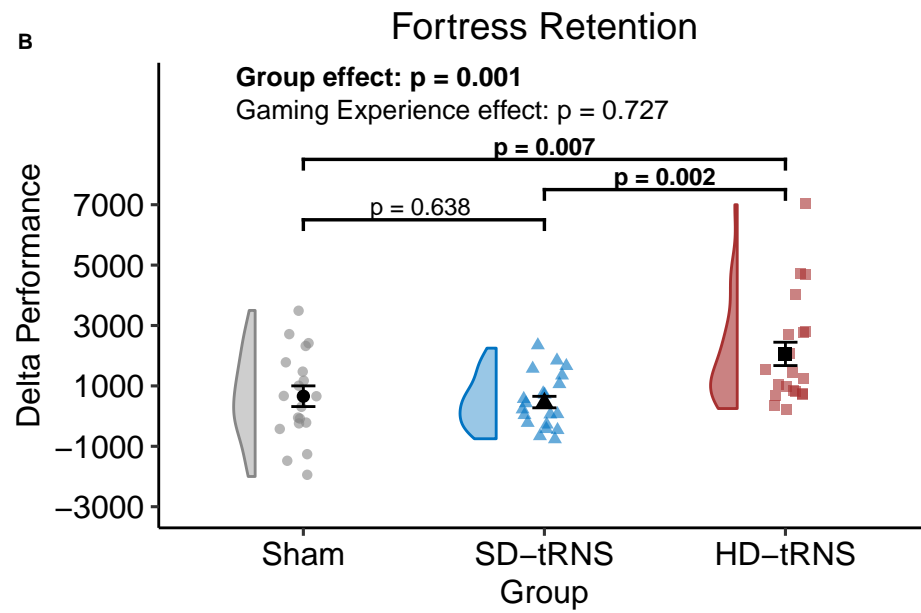 B
Fortress Retention
Group effect: p = 0.001
Gaming Experience effect: p = 0.727
p = 0.007
p = 0.002
p = 0.638
Delta Performance
7000
5000
3000
1000
−1000
−3000
Sham
SD−tRNS
HD−tRNS
Group